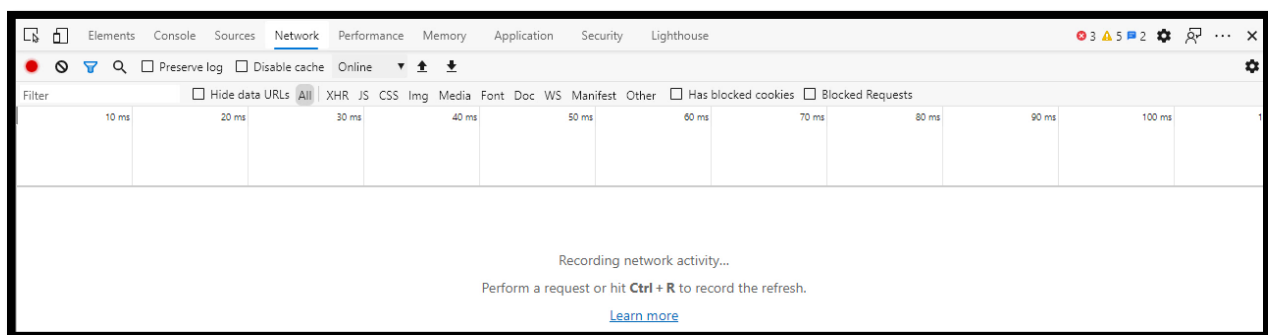 Elements Console Sources Network Performance Memory Application Security Lighthouse 3 5 2
Preserve log Disable cache Online
Filter Hide data URLs All XHR JS CSS Img Media Font Doc WS Manifest Other Has blocked cookies Blocked Requests
10 ms 20 ms 30 ms 40 ms 50 ms 60 ms 70 ms 80 ms 90 ms 100 ms 1
Recording network activity...
Perform a request or hit Ctrl + R to record the refresh.
Learn more